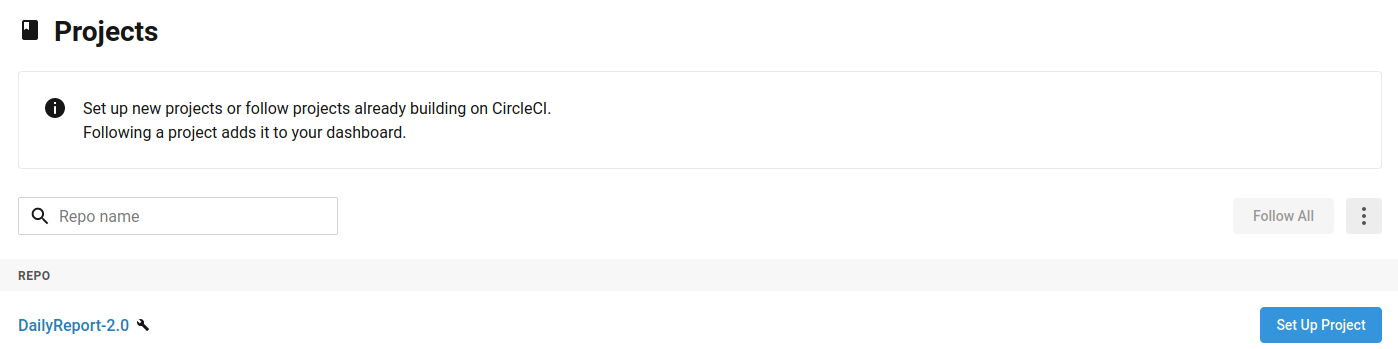 Projects
Set up new projects or follow projects already building on CircleCI.
Following a project adds it to your dashboard.
Repo name
Follow All
REPO
DailyReport-2.0
Set Up Project